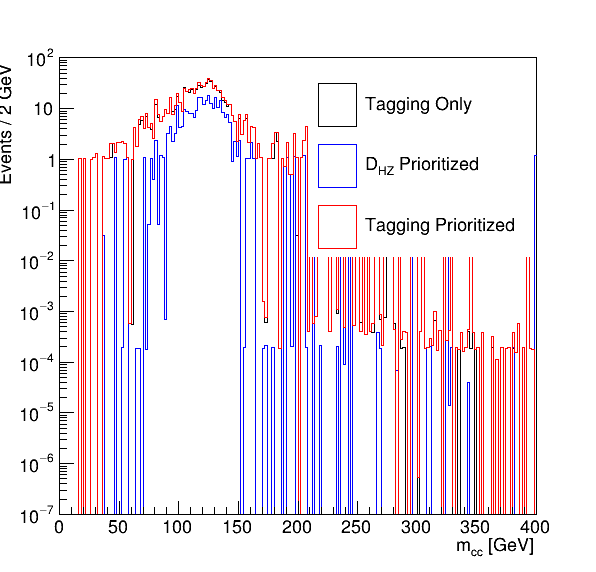 Events / 2 GeV
10²
10
1
10⁻¹
10⁻²
10⁻³
10⁻⁴
10⁻⁵
10⁻⁶
10⁻⁷
Tagging Only
D_HZ Prioritized
Tagging Prioritized
0 50 100 150 200 250 300 350 400
m_cc [GeV]